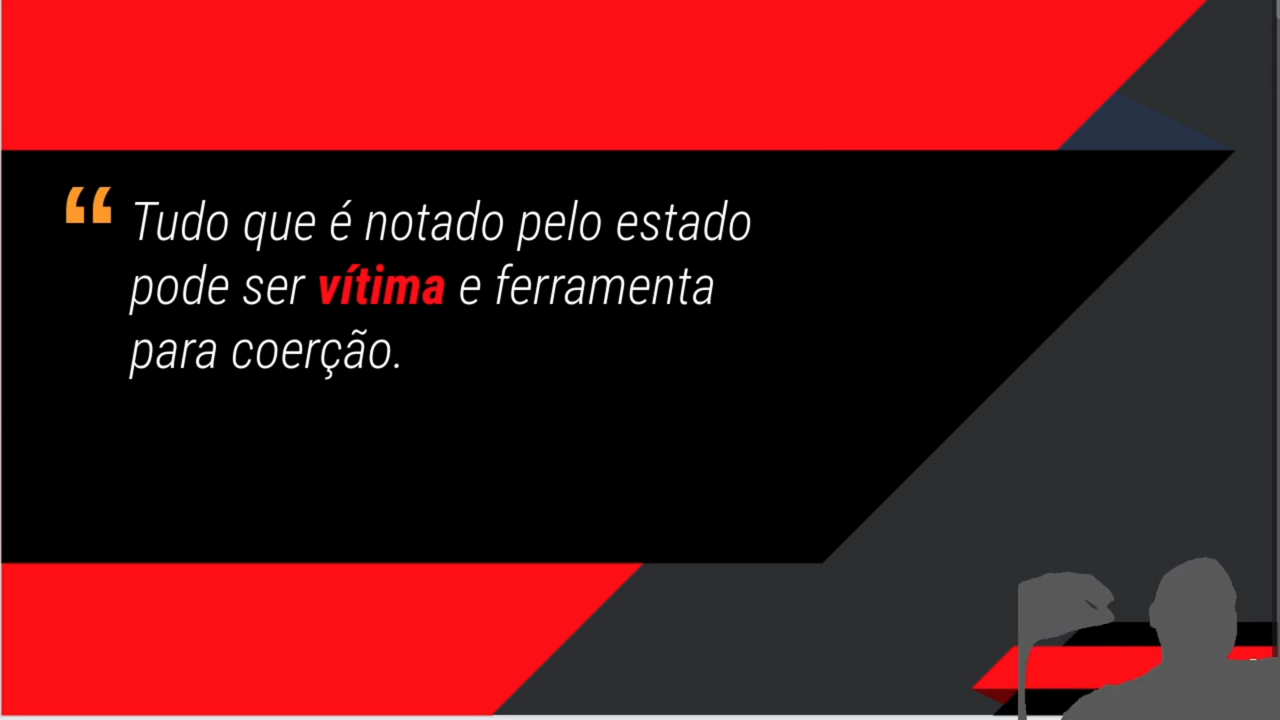 “ Tudo que é notado pelo estado
pode ser vítima e ferramenta
para coerção.